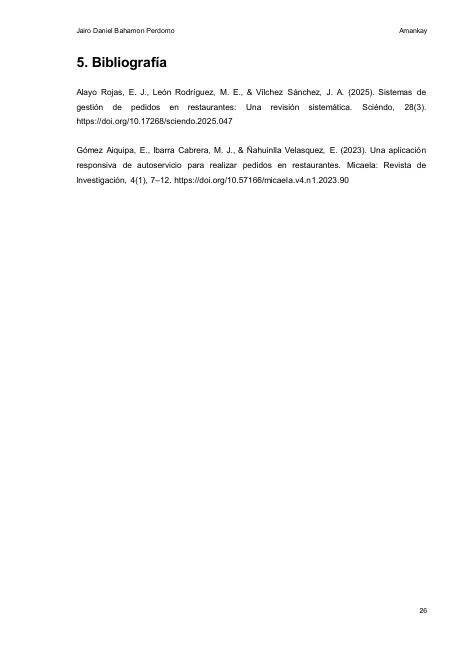 Jairo Daniel Bahamon Perdomo Amankay
5. Bibliografía
Alayo Rojas, E. J., León Rodríguez, M. E., & Vílchez Sánchez, J. A. (2025). Sistemas de
gestión de pedidos en restaurantes: Una revisión sistemática. Sciéndo, 28(3).
https://doi.org/10.17268/sciendo.2025.047
Gómez Aiquipa, E., Ibarra Cabrera, M. J., & Ñahuinlla Velasquez, E. (2023). Una aplicación
responsiva de autoservicio para realizar pedidos en restaurantes. Micaela: Revista de
Investigación, 4(1), 7–12. https://doi.org/10.57166/micaela.v4.n1.2023.90
26